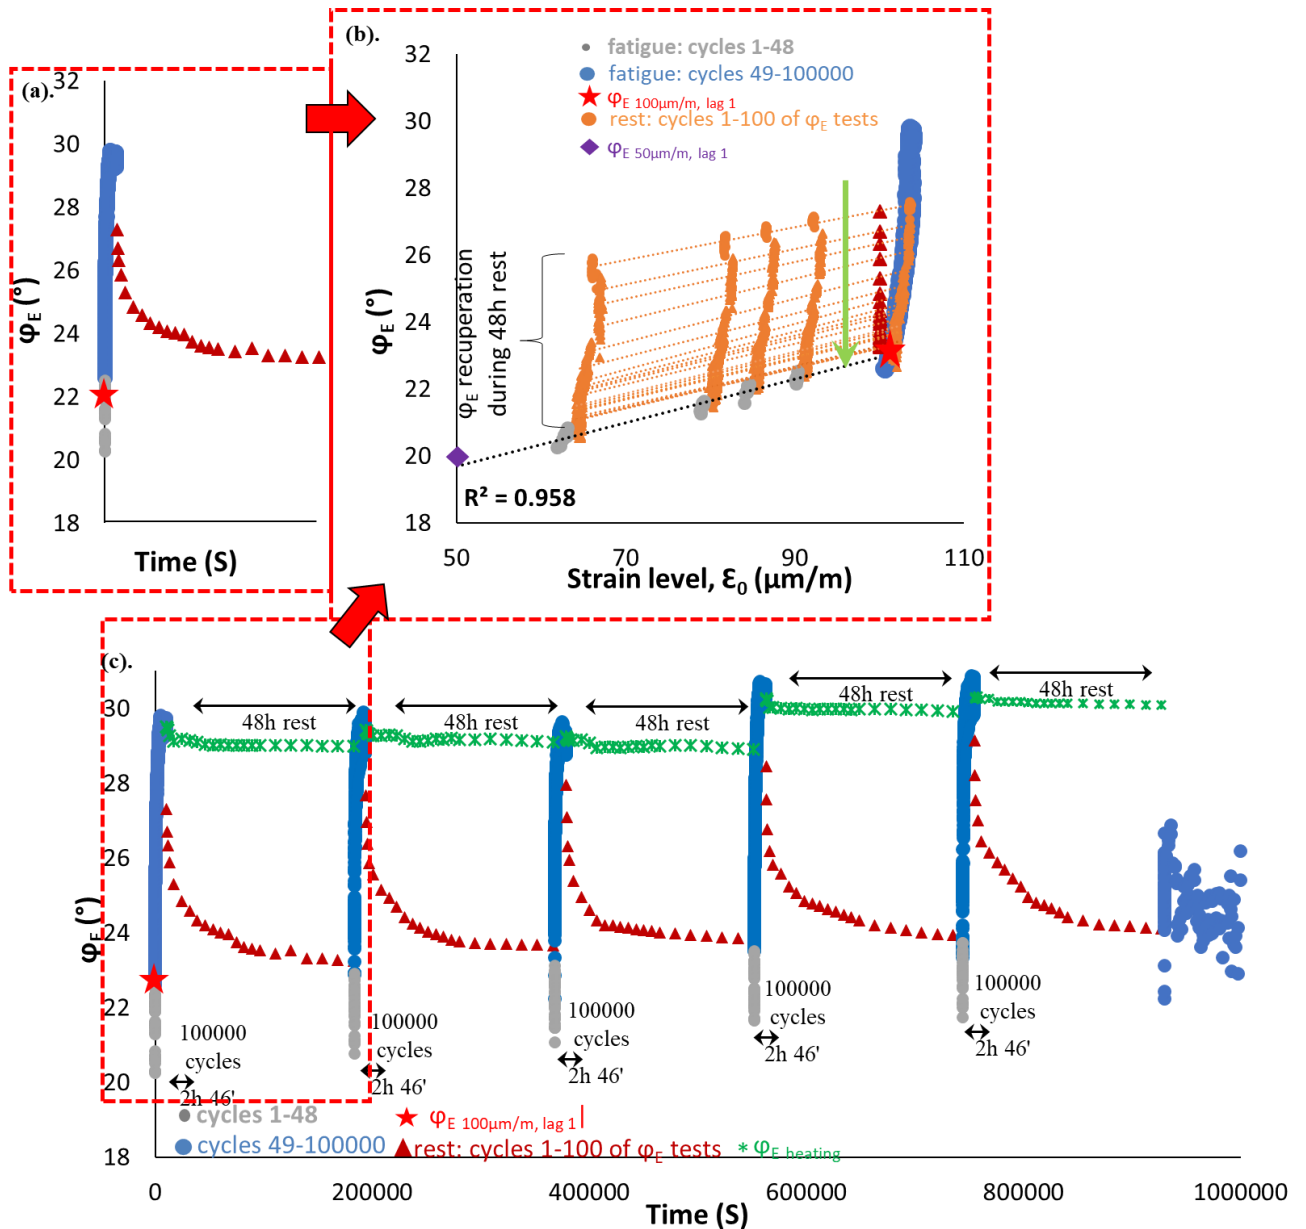 (a).
32
30
28
26
24
22
20
18
φE (°)
Time (S)
(b).
fatigue: cycles 1-48
fatigue: cycles 49-100000
φE 100μm/m, lag 1
rest: cycles 1-100 of φE tests
φE 50μm/m, lag 1
32
30
28
26
24
22
20
18
φE (°)
φE recuperation
during 48h rest
R² = 0.958
50
70
90
110
Strain level, Ɛ0 (μm/m)
(c).
30
28
26
24
22
20
18
φE (°)
48h rest
48h rest
48h rest
48h rest
48h rest
100000
cycles
2h 46'
100000
cycles
2h 46'
100000
cycles
2h 46'
100000
cycles
2h 46'
100000
cycles
2h 46'
cycles 1-48
φE 100μm/m, lag 1
cycles 49-100000
rest: cycles 1-100 of φE tests
φE heating
0
200000
400000
600000
800000
1000000
Time (S)